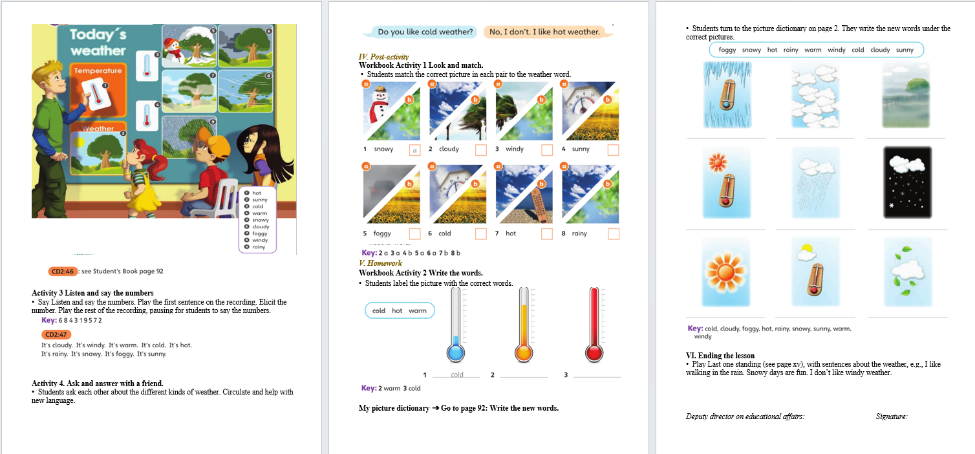 Today's
weather
Temperature
Weather
1 hot
2 sunny
3 cold
4 warm
5 snowy
6 cloudy
7 foggy
8 windy
9 rainy
CD2:46 : see Student's Book page 92
Activity 3 Listen and say the numbers
• Say Listen and say the numbers. Play the first sentence on the recording. Elicit the
number. Play the rest of the recording, pausing for students to say the numbers.
Key: 6 8 4 3 1 9 5 7 2
CD2:47
It's cloudy. It's windy. It's warm. It's cold. It's hot.
It's rainy. It's snowy. It's foggy. It's sunny.
Activity 4. Ask and answer with a friend.
• Students ask each other about the different kinds of weather. Circulate and help with
new language.
Do you like cold weather? No, I don't. I like hot weather.
IV. Post-activity
Workbook Activity 1 Look and match.
• Students match the correct picture in each pair to the weather word.
a b a b a b a b
1 snowy a 2 cloudy 3 windy 4 sunny
a b a b a b a b
5 foggy 6 cold 7 hot 8 rainy
Key: 2 a 3 a 4 b 5 a 6 a 7 b 8 b
V. Homework
Workbook Activity 2 Write the words.
• Students label the picture with the correct words.
cold hot warm
1 cold 2 3
Key: 2 warm 3 cold
My picture dictionary ➔ Go to page 92: Write the new words.
• Students turn to the picture dictionary on page 2. They write the new words under the
correct pictures.
foggy snowy hot rainy warm windy cold cloudy sunny
Key: cold, cloudy, foggy, hot, rainy, snowy, sunny, warm,
windy
VI. Ending the lesson
• Play Last one standing (see page xv), with sentences about the weather, e.g., I like
walking in the rain. Snowy days are fun. I don't like windy weather.
Deputy director on educational affairs: Signature: